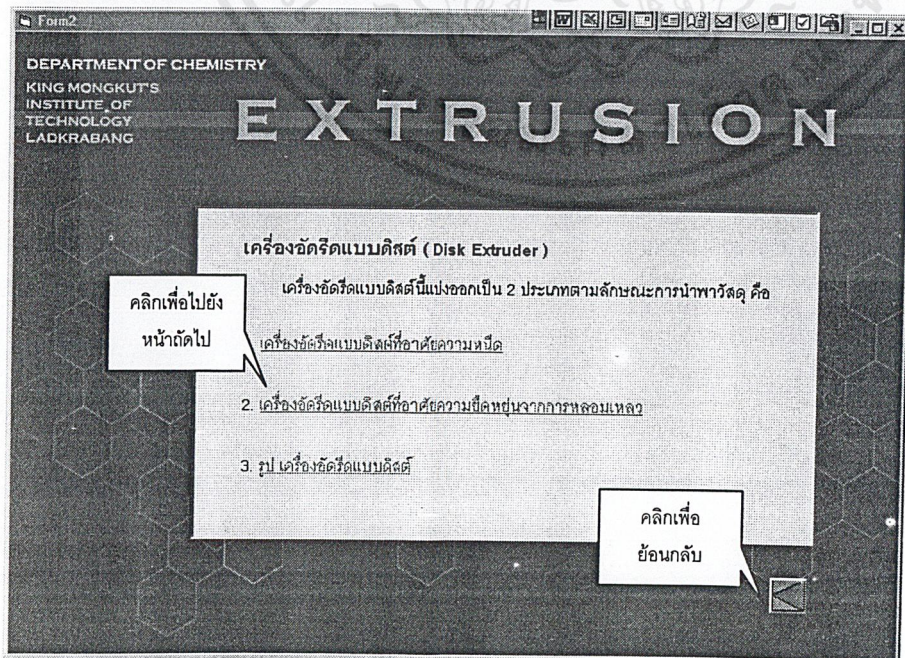 Form2
DEPARTMENT OF CHEMISTRY
KING MONGKUT'S
INSTITUTE OF
TECHNOLOGY
LADKRABANG
EXTRUSION
เครื่องอัดรีดแบบดิสต์ ( Disk Extruder )
เครื่องอัดรีดแบบดิสต์นี้แบ่งออกเป็น 2 ประเภทตามลักษณะการนำพาวัสดุ คือ
คลิกเพื่อไปยัง
หน้าถัดไป
เครื่องอัดรีดแบบดิสต์ที่อาศัยความหนืด
2. เครื่องอัดรีดแบบดิสต์ที่อาศัยความยืดหยุ่นจากการหลอมเหลว
3. รูป เครื่องอัดรีดแบบดิสต์
คลิกเพื่อ
ย้อนกลับ